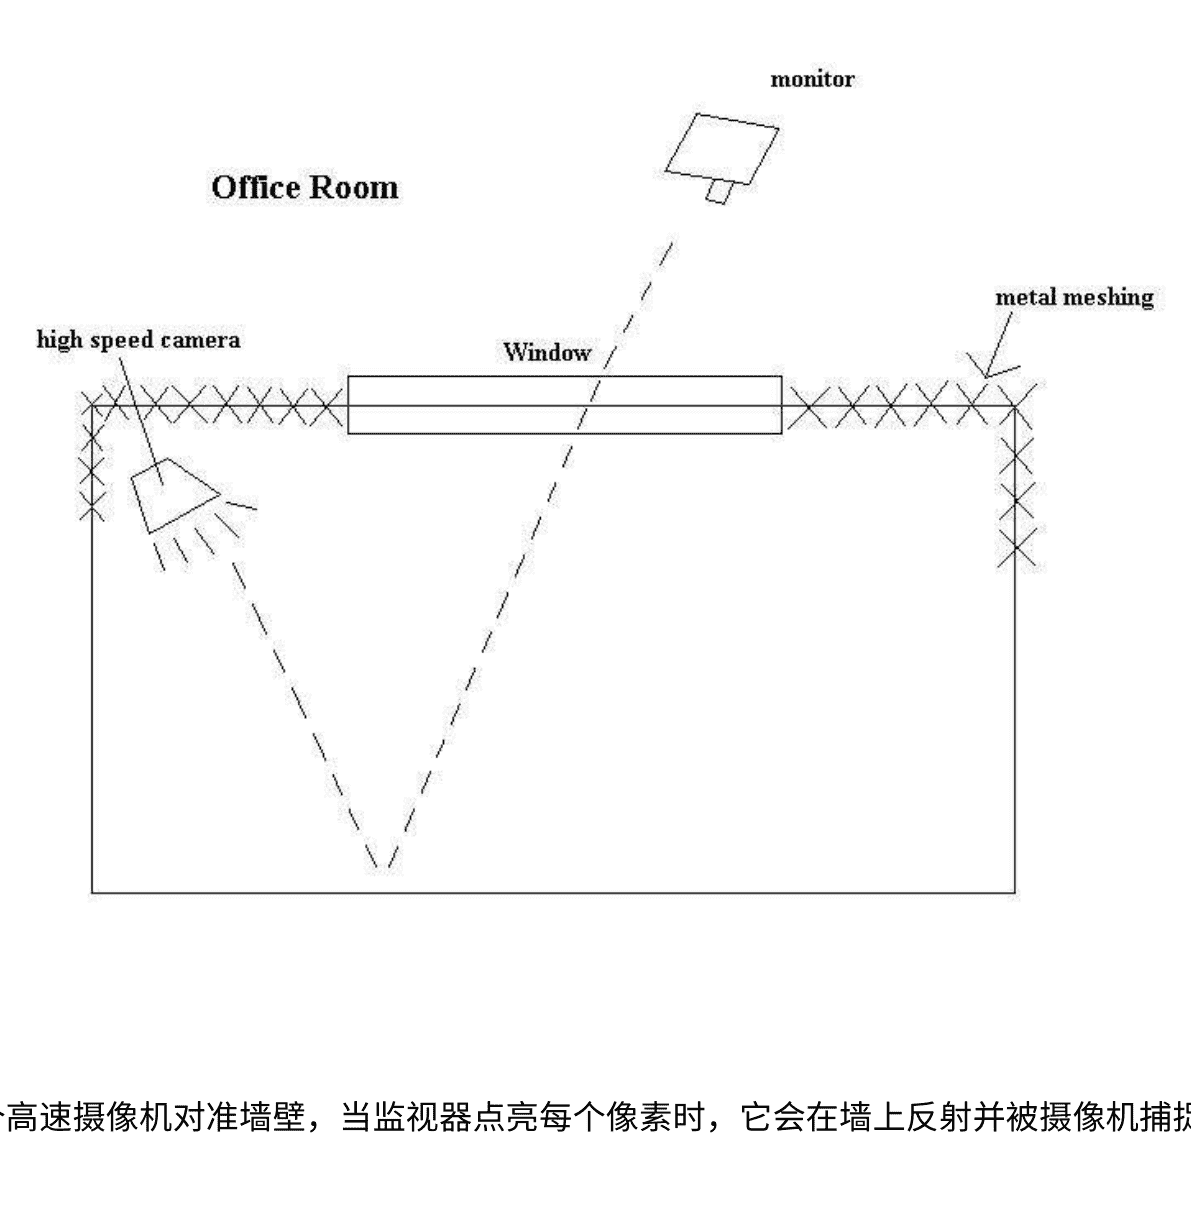 monitor
Office Room
metal meshing
high speed camera
Window
高速摄像机对准墙壁，当监视器点亮每个像素时，它会在墙上反射并被摄像机捕捉